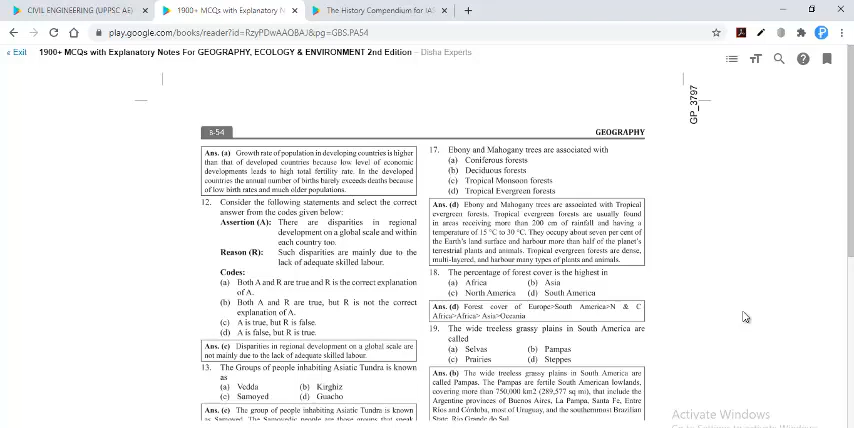 CIVIL ENGINEERING (UPPSC AE)
1900+ MCQs with Explanatory N
The History Compendium for IAS
play.google.com/books/reader?id=RzyPDwAAQBAJ&pg=GBS.PA54
« Exit 1900+ MCQs with Explanatory Notes For GEOGRAPHY, ECOLOGY & ENVIRONMENT 2nd Edition – Disha Experts
GP_3797
B-54
GEOGRAPHY
Ans. (a) Growth rate of population in developing countries is higher
than that of developed countries because low level of economic
developments leads to high total fertility rate. In the developed
countries the annual number of births barely exceeds deaths because
of low birth rates and much older populations.
12. Consider the following statements and select the correct
answer from the codes given below:
Assertion (A): There are disparities in regional
development on a global scale and within
each country too.
Reason (R): Such disparities are mainly due to the
lack of adequate skilled labour.
Codes:
(a) Both A and R are true and R is the correct explanation
of A.
(b) Both A and R are true, but R is not the correct
explanation of A.
(c) A is true, but R is false.
(d) A is false, but R is true.
Ans. (c) Disparities in regional development on a global scale are
not mainly due to the lack of adequate skilled labour.
13. The Groups of people inhabiting Asiatic Tundra is known
as
(a) Vedda (b) Kirghiz
(c) Samoyed (d) Guacho
Ans. (c) The group of people inhabiting Asiatic Tundra is known
as Samoyed. The Samoyedic people are those groups that speak
17. Ebony and Mahogany trees are associated with
(a) Coniferous forests
(b) Deciduous forests
(c) Tropical Monsoon forests
(d) Tropical Evergreen forests
Ans. (d) Ebony and Mahogany trees are associated with Tropical
evergreen forests. Tropical evergreen forests are usually found
in areas receiving more than 200 cm of rainfall and having a
temperature of 15 °C to 30 °C. They occupy about seven per cent of
the Earth's land surface and harbour more than half of the planet's
terrestrial plants and animals. Tropical evergreen forests are dense,
multi-layered, and harbour many types of plants and animals.
18. The percentage of forest cover is the highest in
(a) Africa (b) Asia
(c) North America (d) South America
Ans. (d) Forest cover of Europe>South America>N & C
Africa>Africa> Asia>Oceania
19. The wide treeless grassy plains in South America are
called
(a) Selvas (b) Pampas
(c) Prairies (d) Steppes
Ans. (b) The wide treeless grassy plains in South America are
called Pampas. The Pampas are fertile South American lowlands,
covering more than 750,000 km2 (289,577 sq mi), that include the
Argentine provinces of Buenos Aires, La Pampa, Santa Fe, Entre
Rios and Córdoba, most of Uruguay, and the southernmost Brazilian
State, Rio Grande do Sul.
Activate Windows